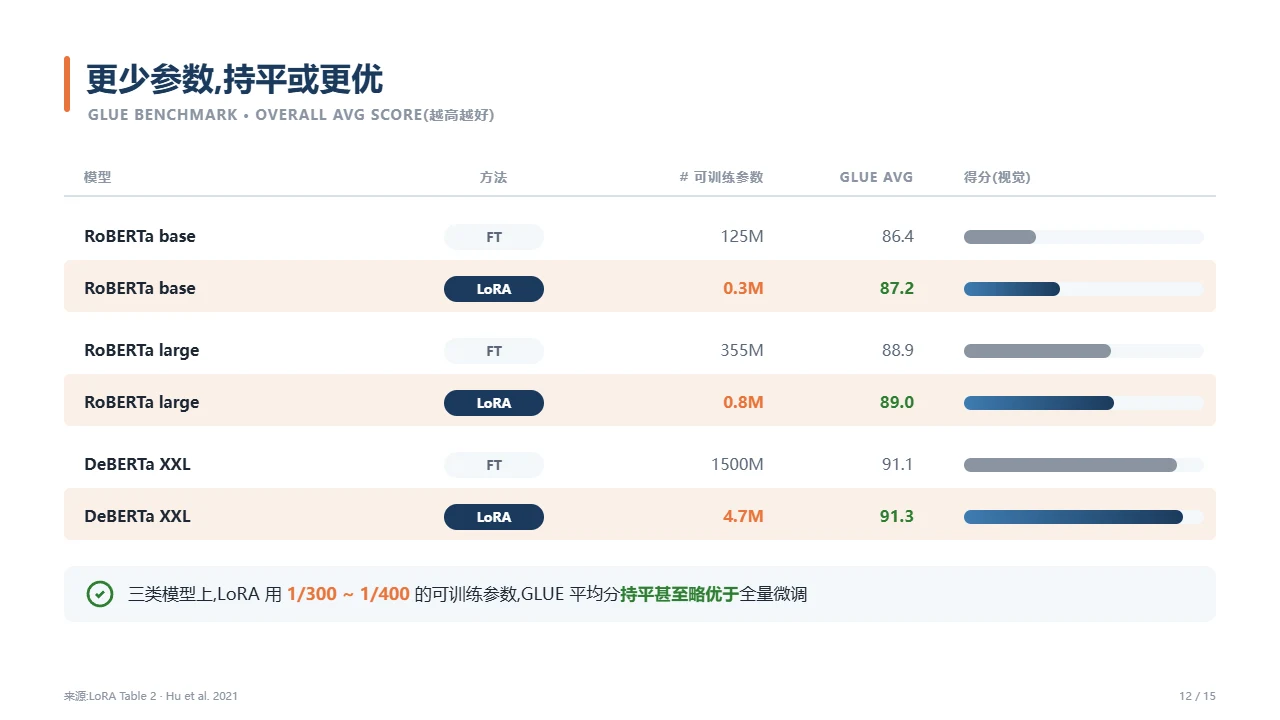 更少参数,持平或更优
GLUE BENCHMARK • OVERALL AVG SCORE(越高越好)
模型 方法 # 可训练参数 GLUE AVG 得分(视觉)
RoBERTa base FT 125M 86.4
RoBERTa base LoRA 0.3M 87.2
RoBERTa large FT 355M 88.9
RoBERTa large LoRA 0.8M 89.0
DeBERTa XXL FT 1500M 91.1
DeBERTa XXL LoRA 4.7M 91.3
三类模型上,LoRA 用 1/300 ~ 1/400 的可训练参数,GLUE 平均分持平甚至略优于全量微调
来源:LoRA Table 2 · Hu et al. 2021
12 / 15